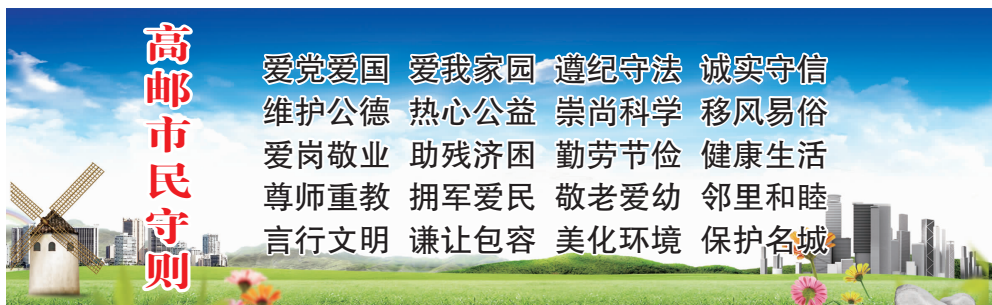 高邮市民守则
爱党爱国 爱我家园 遵纪守法 诚实守信
维护公德 热心公益 崇尚科学 移风易俗
爱岗敬业 助残济困 勤劳节俭 健康生活
尊师重教 拥军爱民 敬老爱幼 邻里和睦
言行文明 谦让包容 美化环境 保护名城